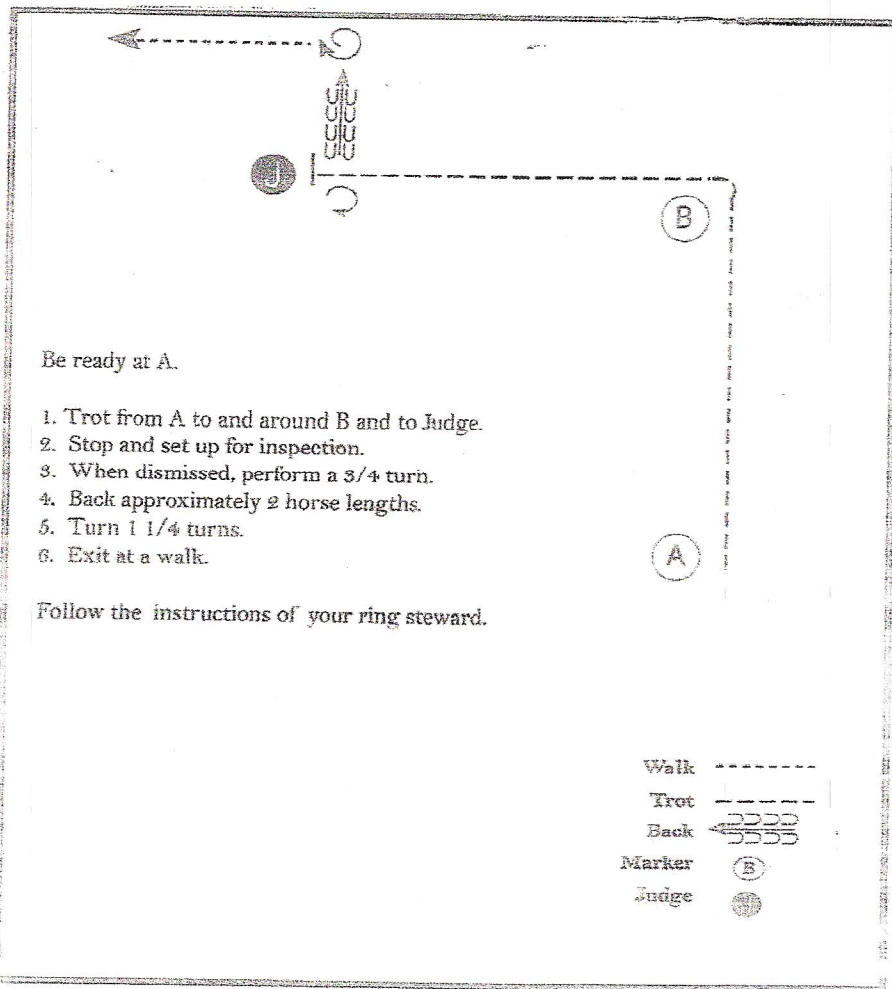 J
B
Be ready at A.
1. Trot from A to and around B and to Judge.
2. Stop and set up for inspection.
3. When dismissed, perform a 3/4 turn.
4. Back approximately 2 horse lengths.
5. Turn 1 1/4 turns.
6. Exit at a walk.
A
Follow the instructions of your ring steward.
Walk
Trot
Back
Marker B
Judge J